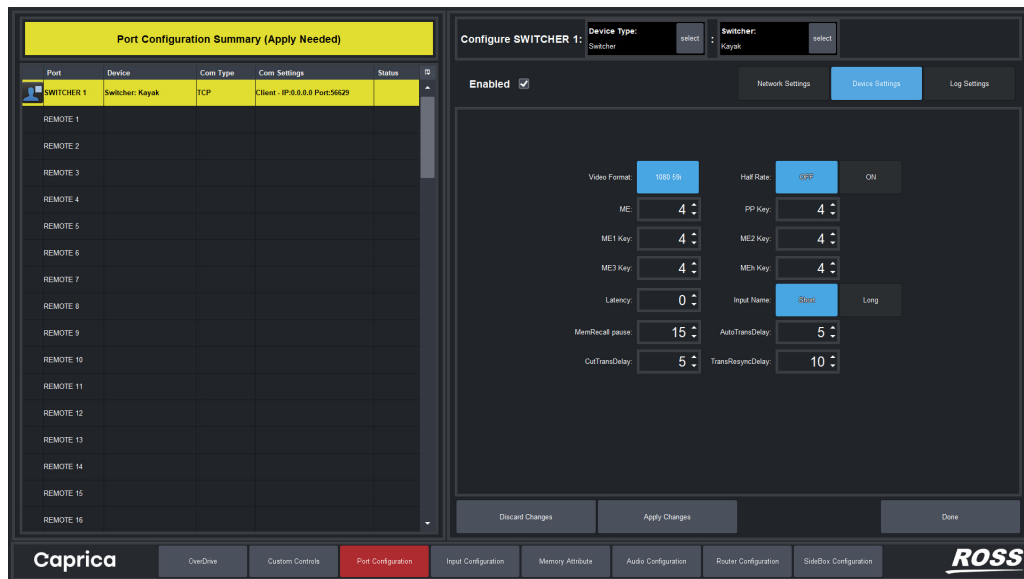 Port Configuration Summary (Apply Needed)
Port Device Com Type Com Settings Status
SWITCHER 1 Switcher: Kayak TCP Client - IP:0.0.0.0 Port:56629
REMOTE 1
REMOTE 2
REMOTE 3
REMOTE 4
REMOTE 5
REMOTE 6
REMOTE 7
REMOTE 8
REMOTE 9
REMOTE 10
REMOTE 11
REMOTE 12
REMOTE 13
REMOTE 14
REMOTE 15
REMOTE 16
Configure SWITCHER 1: Device Type: Switcher select : Switcher: Kayak select
Enabled Network Settings Device Settings Log Settings
Video Format: 1080 59i Half Rate: OFF ON
ME: 4 PP Key: 4
ME1 Key: 4 ME2 Key: 4
ME3 Key: 4 MEh Key: 4
Latency: 0 Input Name: Short Long
MemRecall pause: 15 AutoTransDelay: 5
CutTransDelay: 5 TransResyncDelay: 10
Discard Changes Apply Changes Done
Caprica OverDrive Custom Controls Port Configuration Input Configuration Memory Attribute Audio Configuration Router Configuration SideBox Configuration ROSS